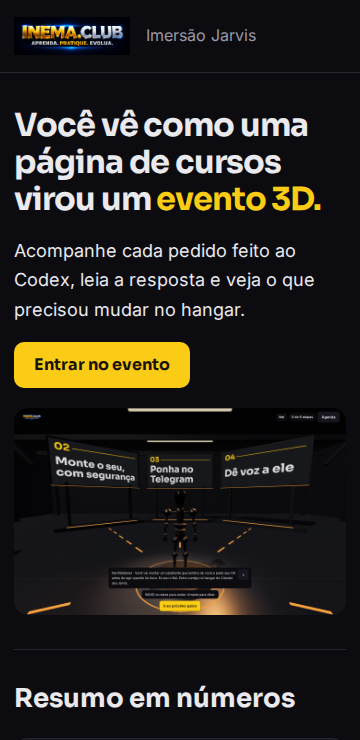 INEMA.CLUB
APRENDA. PRATIQUE. EVOLUA.
Imersão Jarvis
Você vê como uma
página de cursos
virou um evento 3D.
Acompanhe cada pedido feito ao
Codex, leia a resposta e veja o que
precisou mudar no hangar.
Entrar no evento
Agenda
02
Monte o seu,
com segurança
03
Ponha no
Telegram
04
Dê voz a ele
Resumo em números